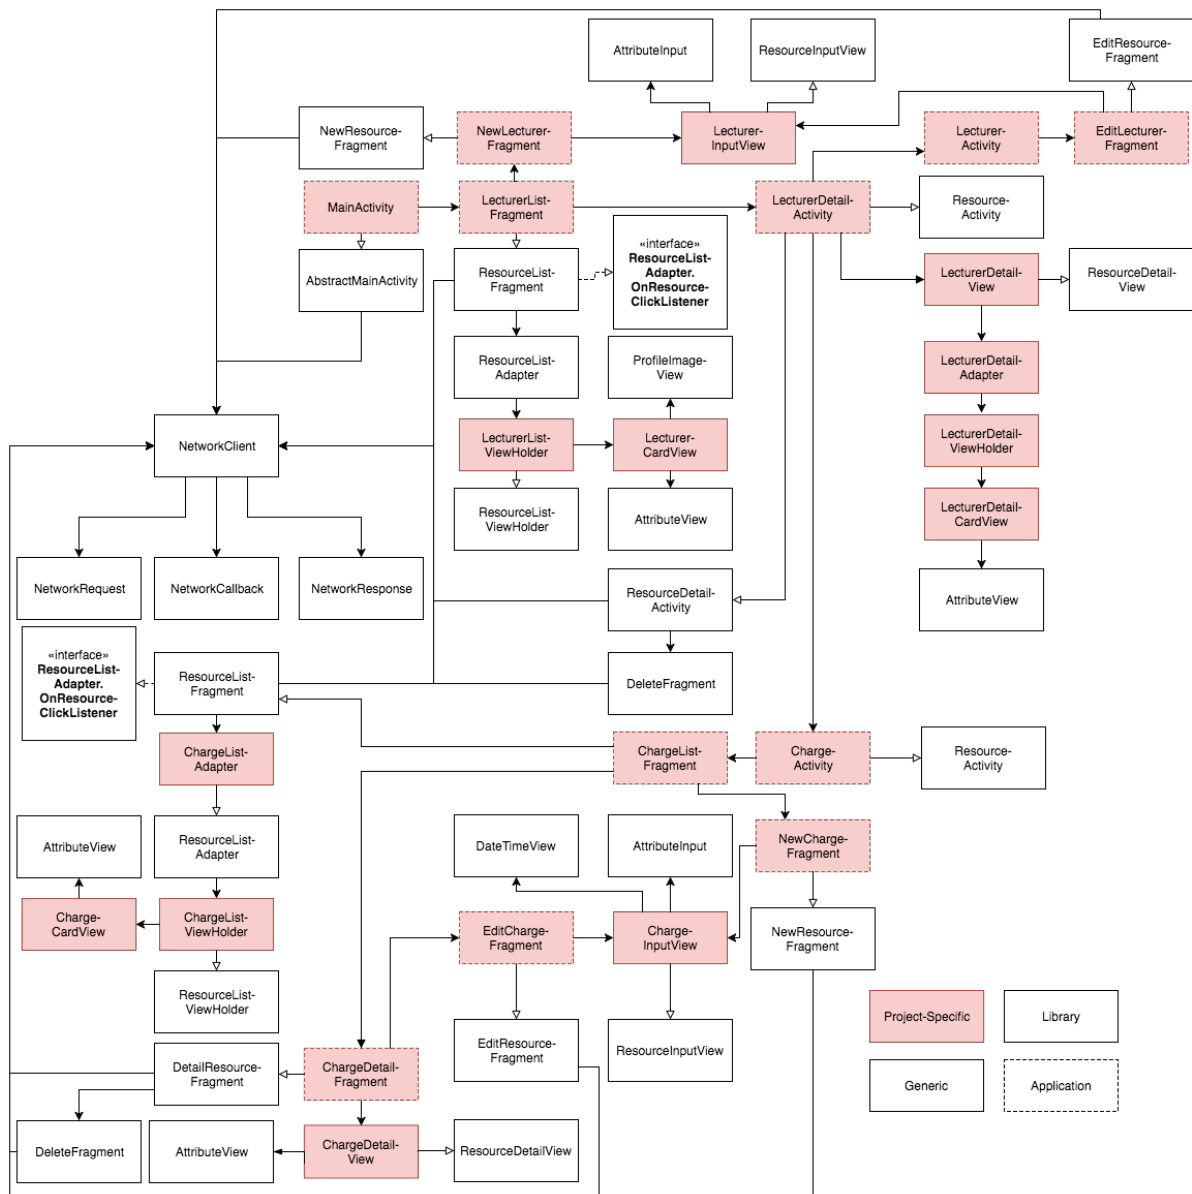 AttributeInput
ResourceInputView
EditResource-
Fragment
NewResource-
Fragment
NewLecturer-
Fragment
Lecturer-
InputView
Lecturer-
Activity
EditLecturer-
Fragment
MainActivity
LecturerList-
Fragment
LecturerDetail-
Activity
Resource-
Activity
AbstractMainActivity
ResourceList-
Fragment
«interface»
ResourceList-
Adapter.
OnResource-
ClickListener
LecturerDetail-
View
ResourceDetail-
View
ResourceList-
Adapter
ProfileImage-
View
LecturerDetail-
Adapter
NetworkClient
LecturerList-
ViewHolder
Lecturer-
CardView
LecturerDetail-
ViewHolder
ResourceList-
ViewHolder
AttributeView
LecturerDetail-
CardView
NetworkRequest
NetworkCallback
NetworkResponse
ResourceDetail-
Activity
AttributeView
«interface»
ResourceList-
Adapter.
OnResource-
ClickListener
ResourceList-
Fragment
DeleteFragment
ChargeList-
Adapter
ChargeList-
Fragment
Charge-
Activity
Resource-
Activity
AttributeView
ResourceList-
Adapter
DateTimeView
AttributeInput
NewCharge-
Fragment
Charge-
CardView
ChargeList-
ViewHolder
EditCharge-
Fragment
Charge-
InputView
NewResource-
Fragment
ResourceList-
ViewHolder
Project-Specific
Library
DetailResource-
Fragment
ChargeDetail-
Fragment
EditResource-
Fragment
ResourceInputView
Generic
Application
DeleteFragment
AttributeView
ChargeDetail-
View
ResourceDetailView